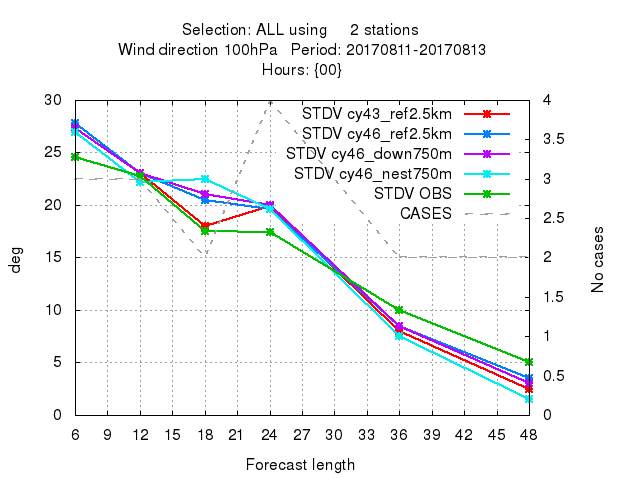 Selection: ALL using 2 stations
Wind direction 100hPa Period: 20170811-20170813
Hours: {00}
30
25
20
15
10
5
0
deg
4
3.5
3
2.5
2
1.5
1
0.5
0
No cases
STDV cy43_ref2.5km
STDV cy46_ref2.5km
STDV cy46_down750m
STDV cy46_nest750m
STDV OBS
CASES
6 9 12 15 18 21 24 27 30 33 36 39 42 45 48
Forecast length